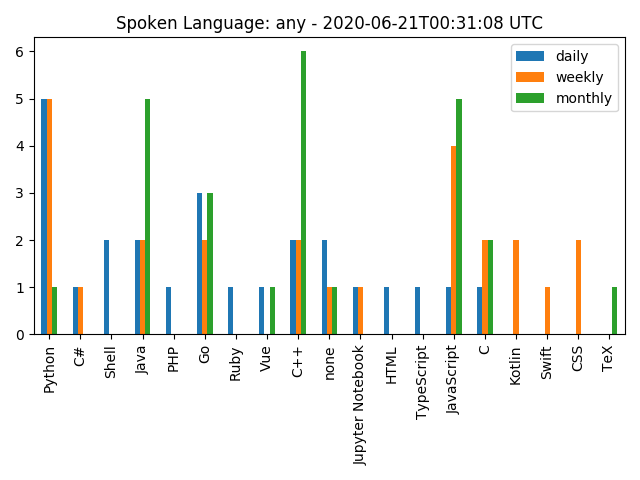 Spoken Language: any - 2020-06-21T00:31:08 UTC
daily
weekly
monthly
6
5
4
3
2
1
0
Python
C#
Shell
Java
PHP
Go
Ruby
Vue
C++
none
Jupyter Notebook
HTML
TypeScript
JavaScript
C
Kotlin
Swift
CSS
TeX